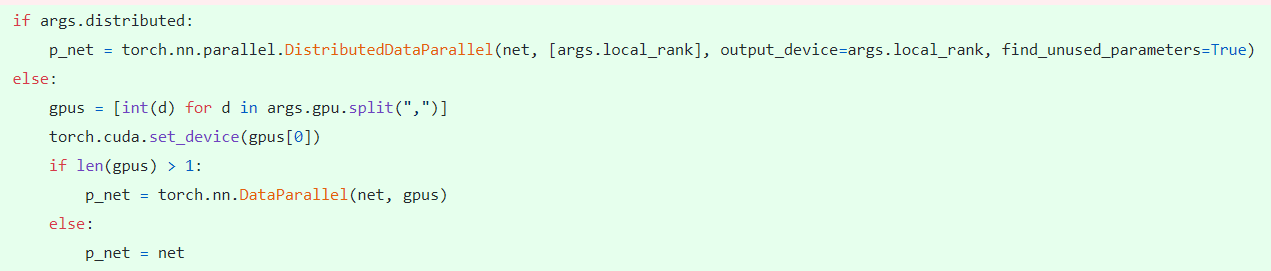 if args.distributed:
    p_net = torch.nn.parallel.DistributedDataParallel(net, [args.local_rank], output_device=args.local_rank, find_unused_parameters=True)
else:
    gpus = [int(d) for d in args.gpu.split(",")]
    torch.cuda.set_device(gpus[0])
    if len(gpus) > 1:
        p_net = torch.nn.DataParallel(net, gpus)
    else:
        p_net = net